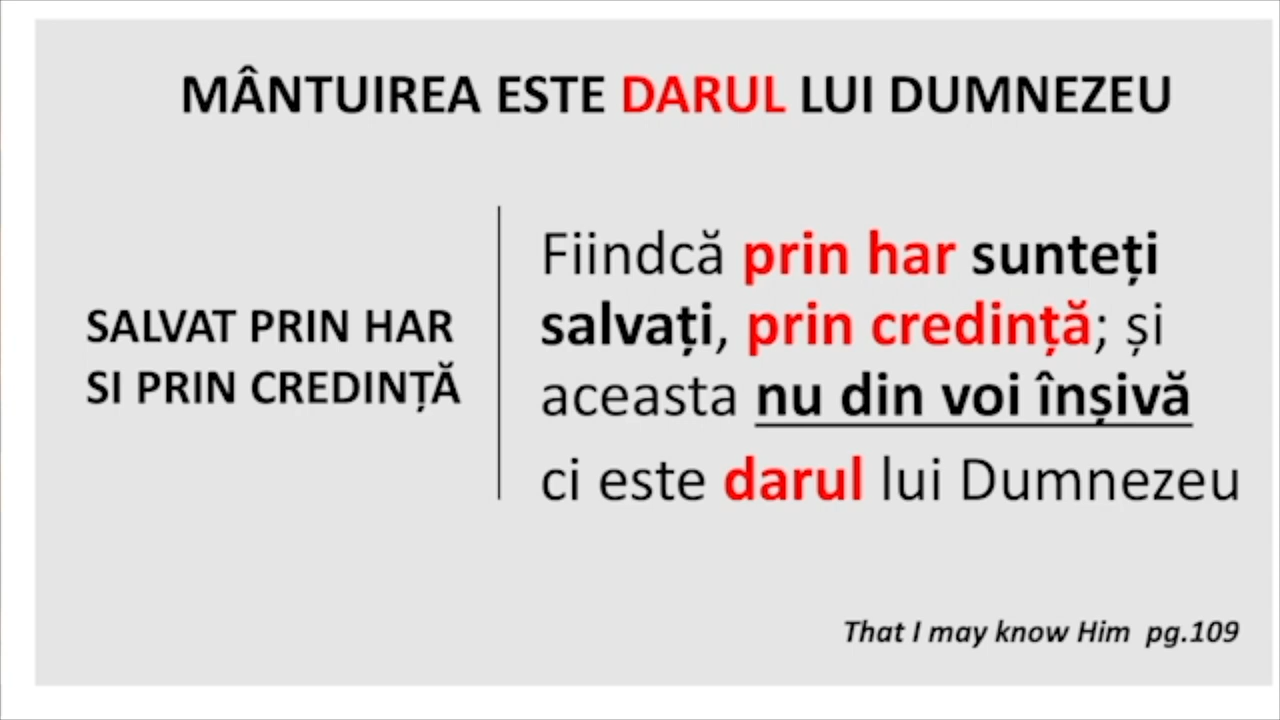 MÂNTUIREA ESTE DARUL LUI DUMNEZEU
SALVAT PRIN HAR
SI PRIN CREDINȚĂ
Fiindcă prin har sunteți
salvați, prin credință; și
aceasta nu din voi înșivă
ci este darul lui Dumnezeu
That I may know Him pg.109